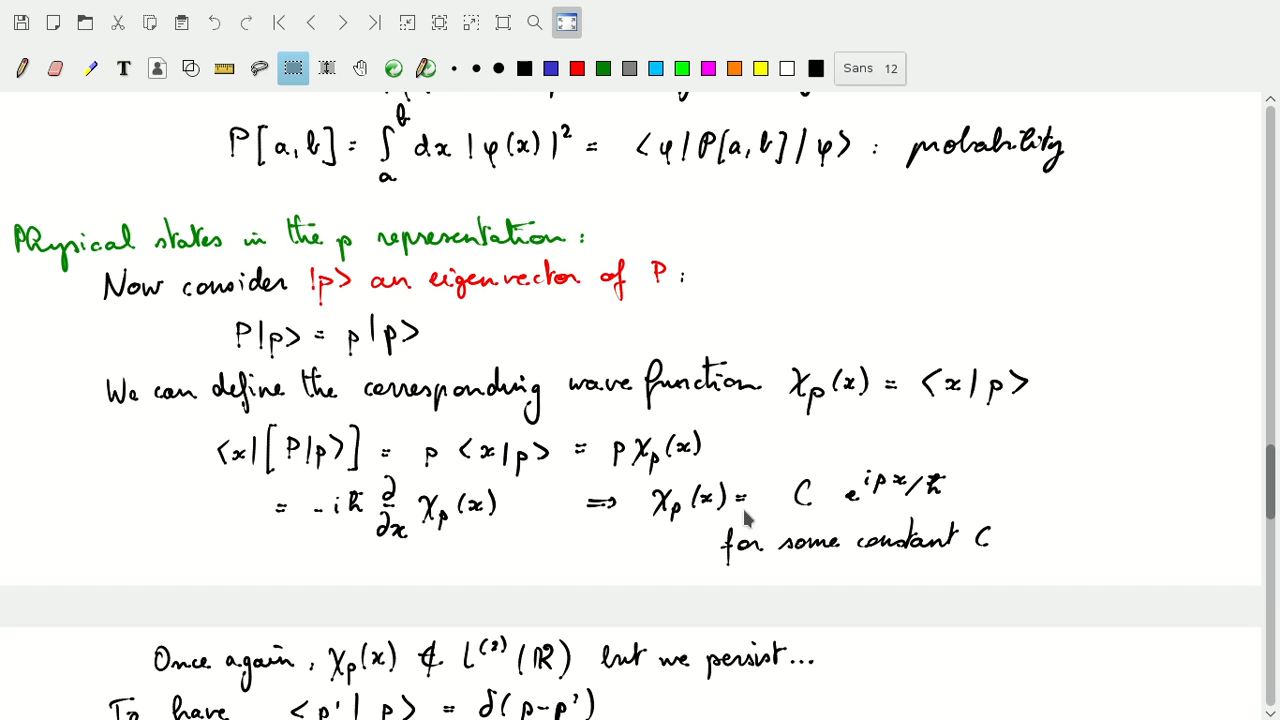 Sans 12
P[a,b] = ∫_a^b dx |φ(x)|² = <φ|P[a,b]|φ> : probability
Physical states in the p representation :
Now consider |p> an eigenvector of P :
P|p> = p|p>
We can define the corresponding wave function χ_p(x) = <x|p>
<x|[P|p>] = p <x|p> = p χ_p(x)
= -iħ ∂/∂x χ_p(x) ⇒ χ_p(x) = C e^{ipx/ħ}
for some constant C
Once again, χ_p(x) ∉ L^{(2)}(ℝ) but we persist...
To have <p'|p> = δ(p-p')